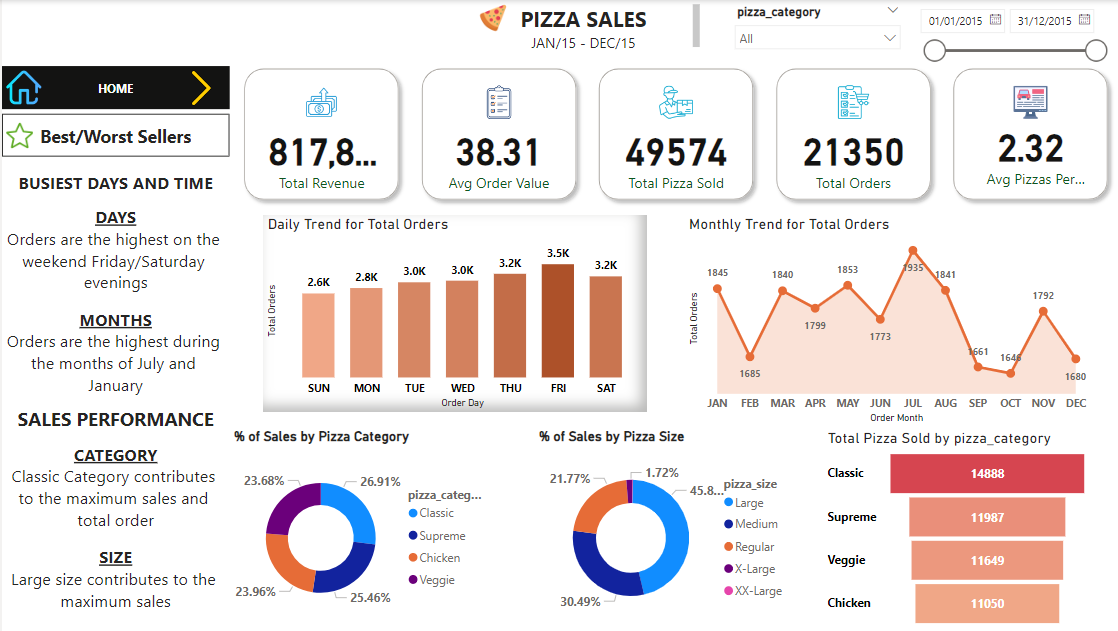 PIZZA SALES
JAN/15 - DEC/15
pizza_category
All
01/01/2015
31/12/2015
HOME
Best/Worst Sellers
BUSIEST DAYS AND TIME
DAYS
Orders are the highest on the
weekend Friday/Saturday
evenings
MONTHS
Orders are the highest during
the months of July and
January
SALES PERFORMANCE
CATEGORY
Classic Category contributes
to the maximum sales and
total order
SIZE
Large size contributes to the
maximum sales
817,8...
Total Revenue
38.31
Avg Order Value
49574
Total Pizza Sold
21350
Total Orders
2.32
Avg Pizzas Per...
Daily Trend for Total Orders
Total Orders
2.6K
2.8K
3.0K
3.0K
3.2K
3.5K
3.2K
SUN
MON
TUE
WED
THU
FRI
SAT
Order Day
Monthly Trend for Total Orders
Total Orders
1845
1685
1840
1799
1853
1773
1935
1841
1661
1646
1792
1680
JAN
FEB
MAR
APR
MAY
JUN
JUL
AUG
SEP
OCT
NOV
DEC
Order Month
% of Sales by Pizza Category
23.68%
26.91%
23.96%
25.46%
pizza_categ...
Classic
Supreme
Chicken
Veggie
% of Sales by Pizza Size
21.77%
1.72%
45.8...
30.49%
pizza_size
Large
Medium
Regular
X-Large
XX-Large
Total Pizza Sold by pizza_category
Classic
14888
Supreme
11987
Veggie
11649
Chicken
11050